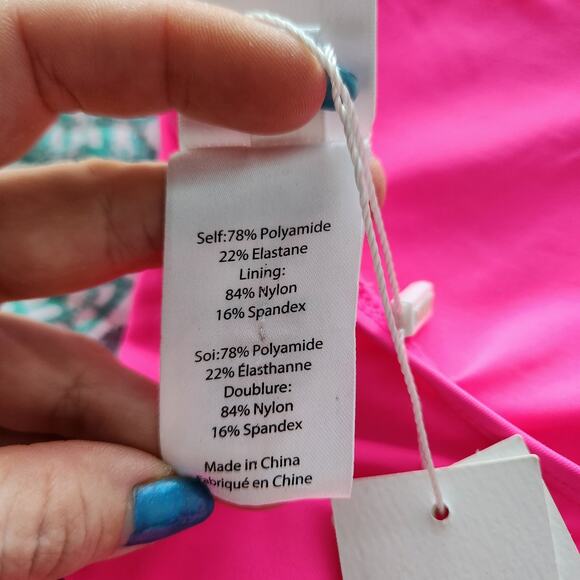 Self:78% Polyamide
22% Elastane
Lining:
84% Nylon
16% Spandex
Soi:78% Polyamide
22% Élasthanne
Doublure:
84% Nylon
16% Spandex
Made in China
Fabriqué en Chine